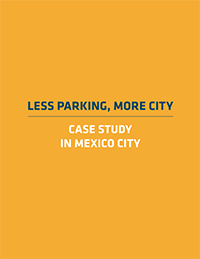 LESS PARKING, MORE CITY
CASE STUDY
IN MEXICO CITY